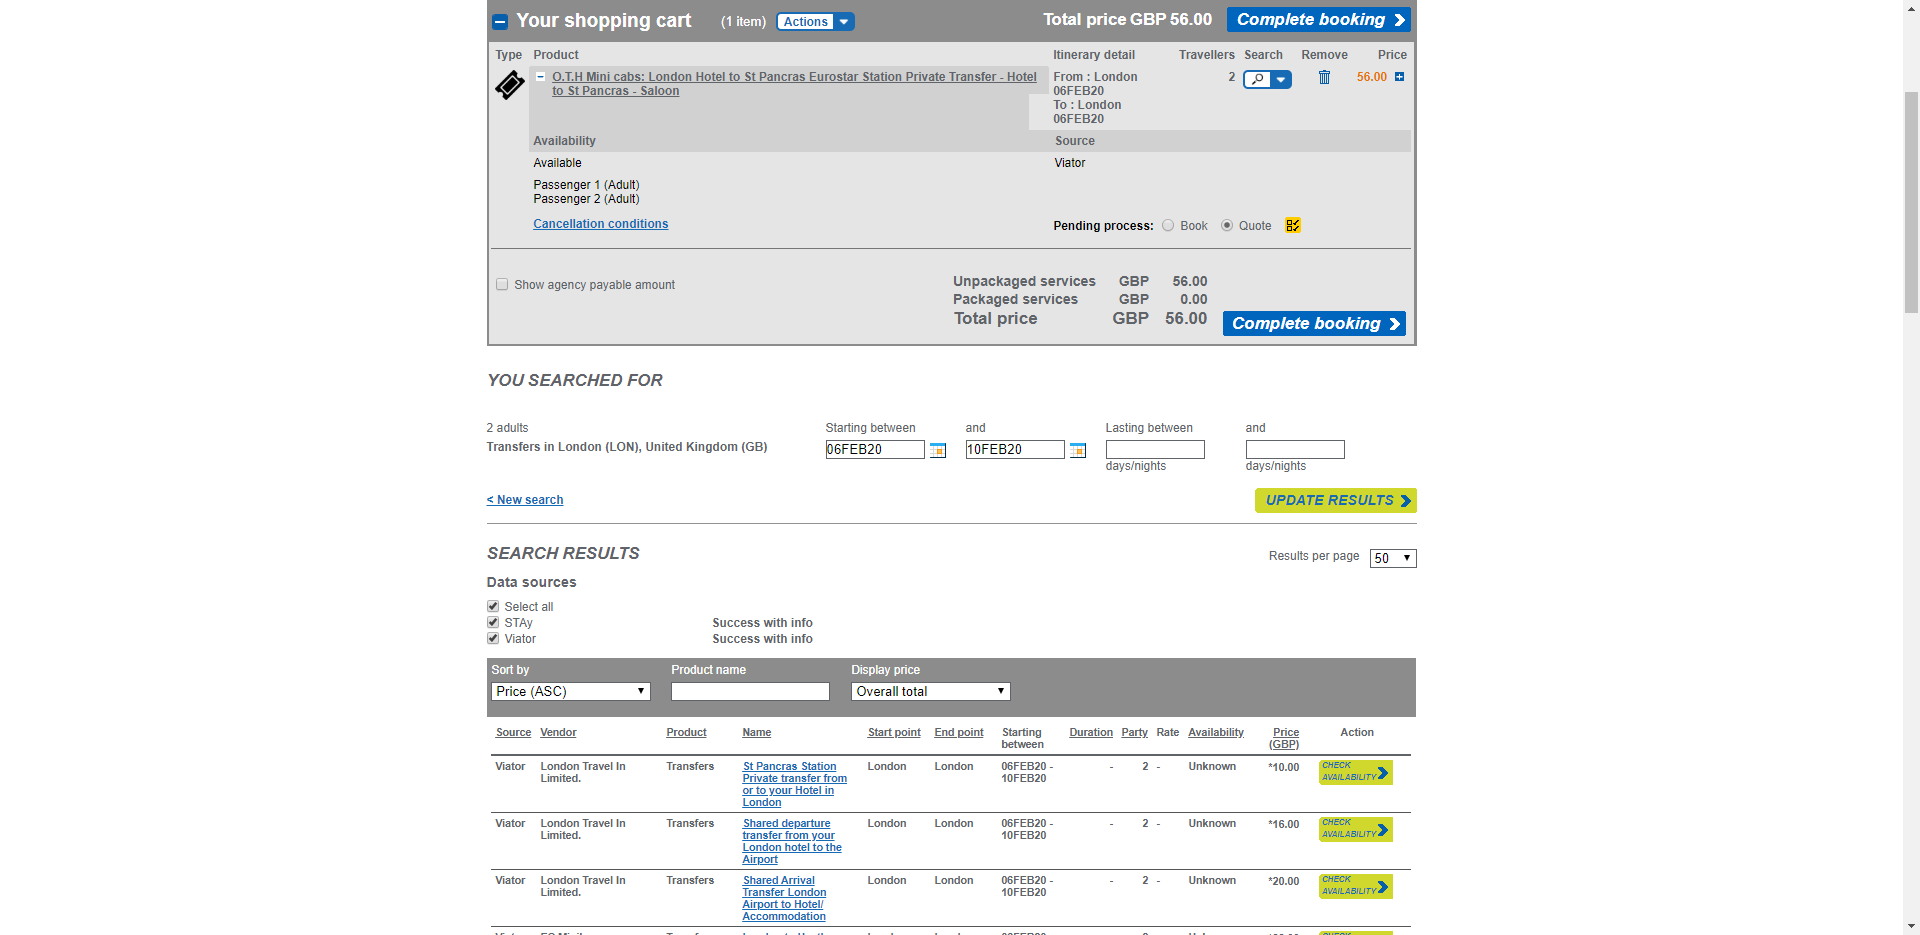 Your shopping cart (1 item) Actions Total price GBP 56.00 Complete booking
Type Product Itinerary detail Travellers Search Remove Price
O.T.H Mini cabs: London Hotel to St Pancras Eurostar Station Private Transfer - Hotel From : London 2 56.00
to St Pancras - Saloon 06FEB20
To : London
06FEB20
Availability Source
Available Viator
Passenger 1 (Adult)
Passenger 2 (Adult)
Cancellation conditions Pending process: Book Quote
Show agency payable amount Unpackaged services GBP 56.00
Packaged services GBP 0.00
Total price GBP 56.00 Complete booking
YOU SEARCHED FOR
2 adults Starting between and Lasting between and
Transfers in London (LON), United Kingdom (GB) 06FEB20 10FEB20
days/nights days/nights
< New search UPDATE RESULTS
SEARCH RESULTS Results per page 50
Data sources
Select all
STAy Success with info
Viator Success with info
Sort by Product name Display price
Price (ASC) Overall total
Source Vendor Product Name Start point End point Starting Duration Party Rate Availability Price Action
between (GBP)
Viator London Travel In Transfers St Pancras Station London London 06FEB20 - - 2 - Unknown *10.00 CHECK
Limited. Private transfer from 10FEB20 AVAILABILITY
or to your Hotel in
London
Viator London Travel In Transfers Shared departure London London 06FEB20 - - 2 - Unknown *16.00 CHECK
Limited. transfer from your 10FEB20 AVAILABILITY
London hotel to the
Airport
Viator London Travel In Transfers Shared Arrival London London 06FEB20 - - 2 - Unknown *20.00 CHECK
Limited. Transfer London 10FEB20 AVAILABILITY
Airport to Hotel/
Accommodation